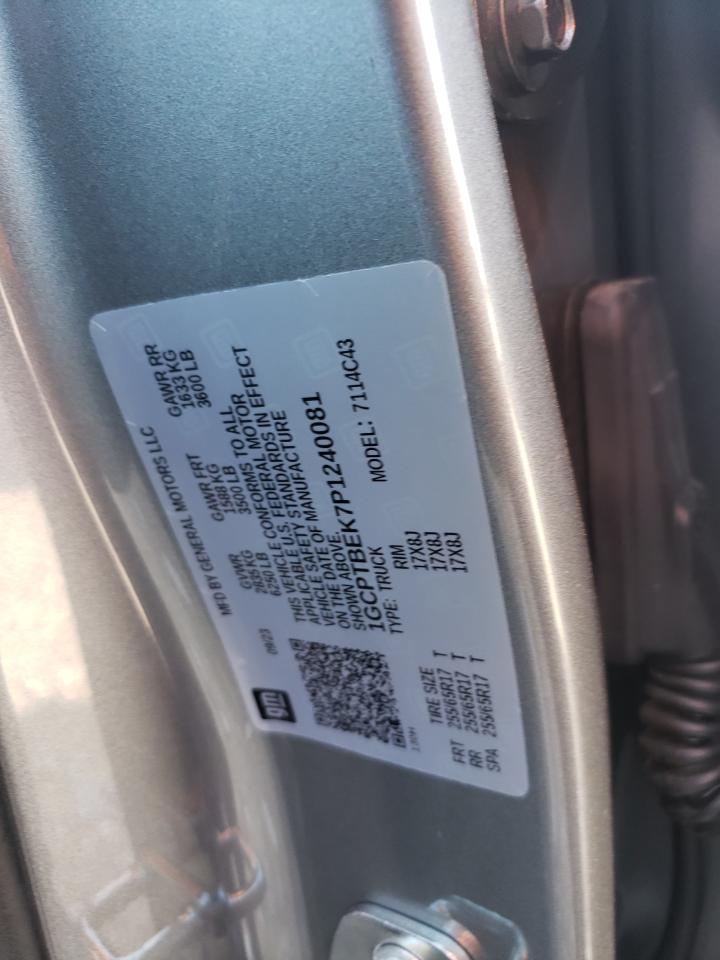 gm
MFD BY GENERAL MOTORS LLC
09/23 GVWR GAWR FRT GAWR RR
2835 KG 1588 KG 1633 KG
6250 LB 3500 LB 3600 LB
THIS VEHICLE CONFORMS TO ALL
APPLICABLE U.S. FEDERAL MOTOR
VEHICLE SAFETY STANDARDS IN EFFECT
ON THE DATE OF MANUFACTURE
SHOWN ABOVE.
1GCPTBEK7P1240081
TYPE: TRUCK MODEL: 7114C43
TIRE SIZE RIM
FRT 255/65R17 T 17X8J
RR 255/65R17 T 17X8J
SPA 255/65R17 T 17X8J